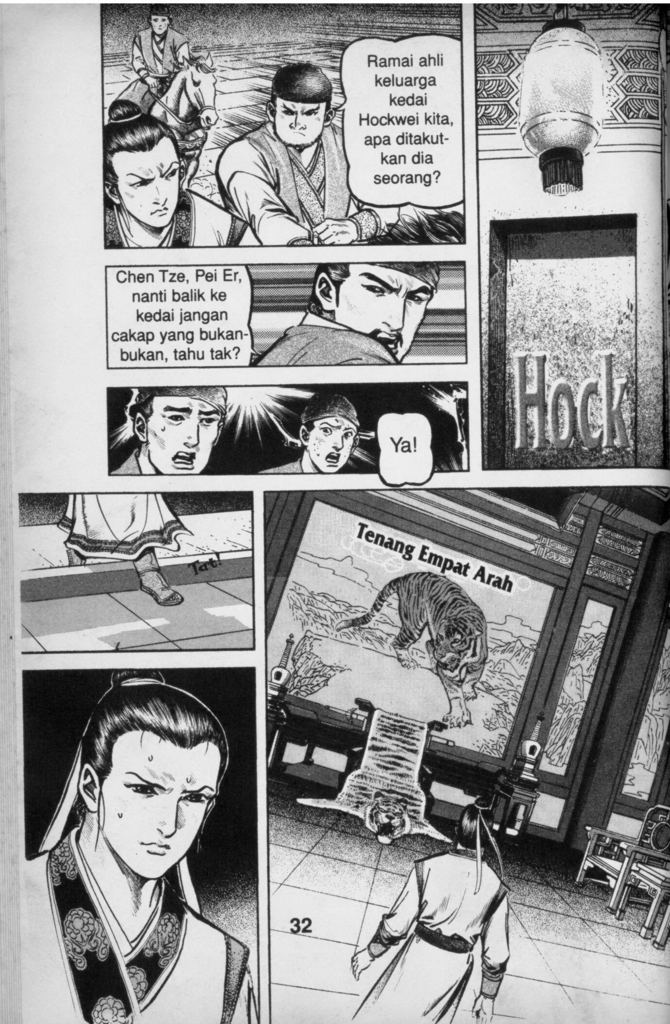 Ramai ahli
keluarga
kedai
Hockwei kita,
apa ditakut-
kan dia
seorang?
Chen Tze, Pei Er,
nanti balik ke
kedai jangan
cakap yang bukan-
bukan, tahu tak?
Ya!
Hock
Tart!
Tenang Empat Arah
32